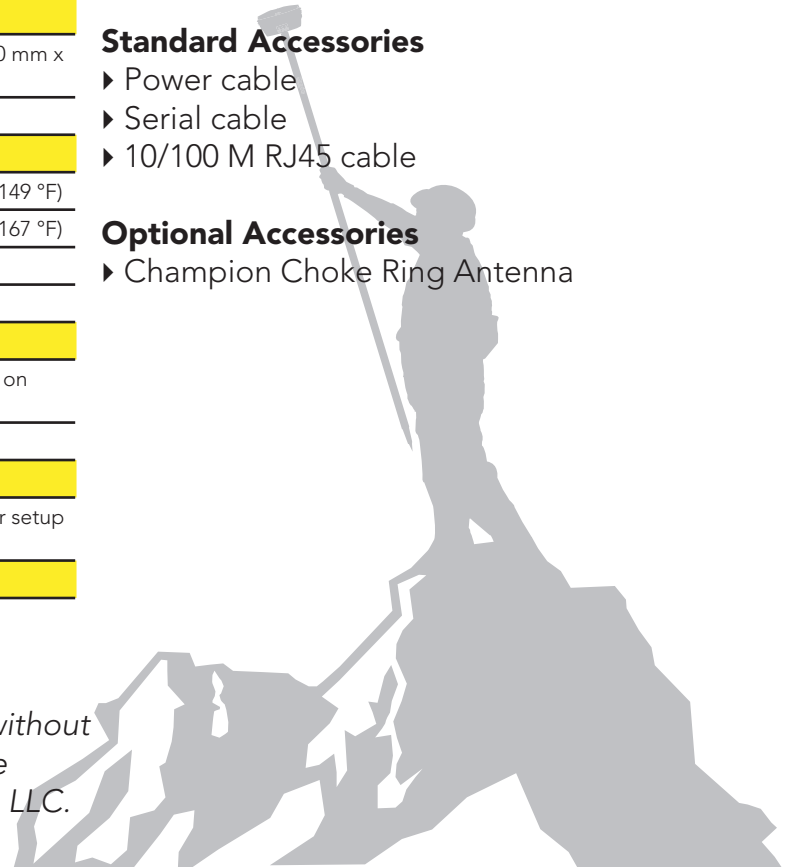 0 mm x
149 °F)
167 °F)
on
r setup
without
e
LLC.
Standard Accessories
‣ Power cable
‣ Serial cable
‣ 10/100 M RJ45 cable
Optional Accessories
‣ Champion Choke Ring Antenna